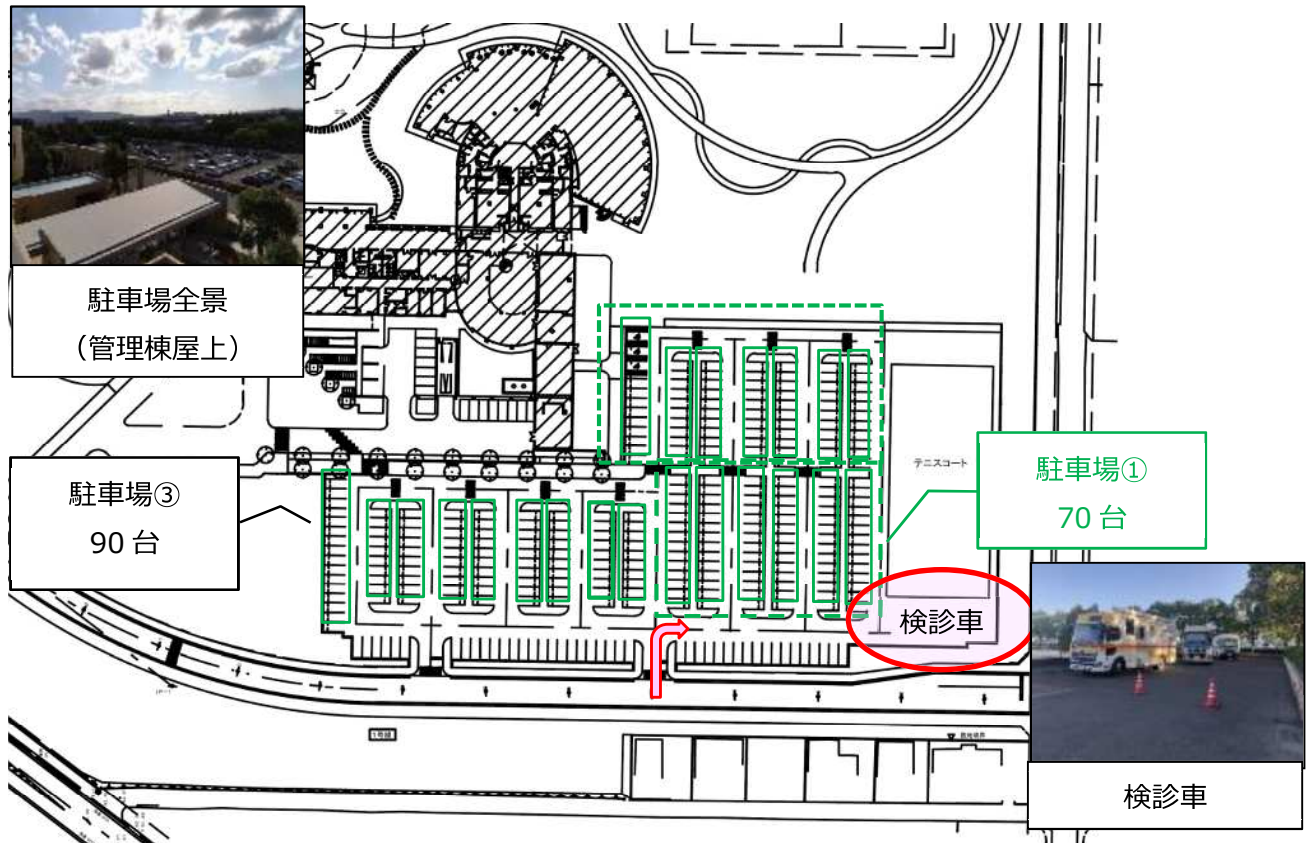 駐車場全景
（管理棟屋上）
駐車場③
90 台
テニスコート
駐車場①
70 台
検診車
検診車